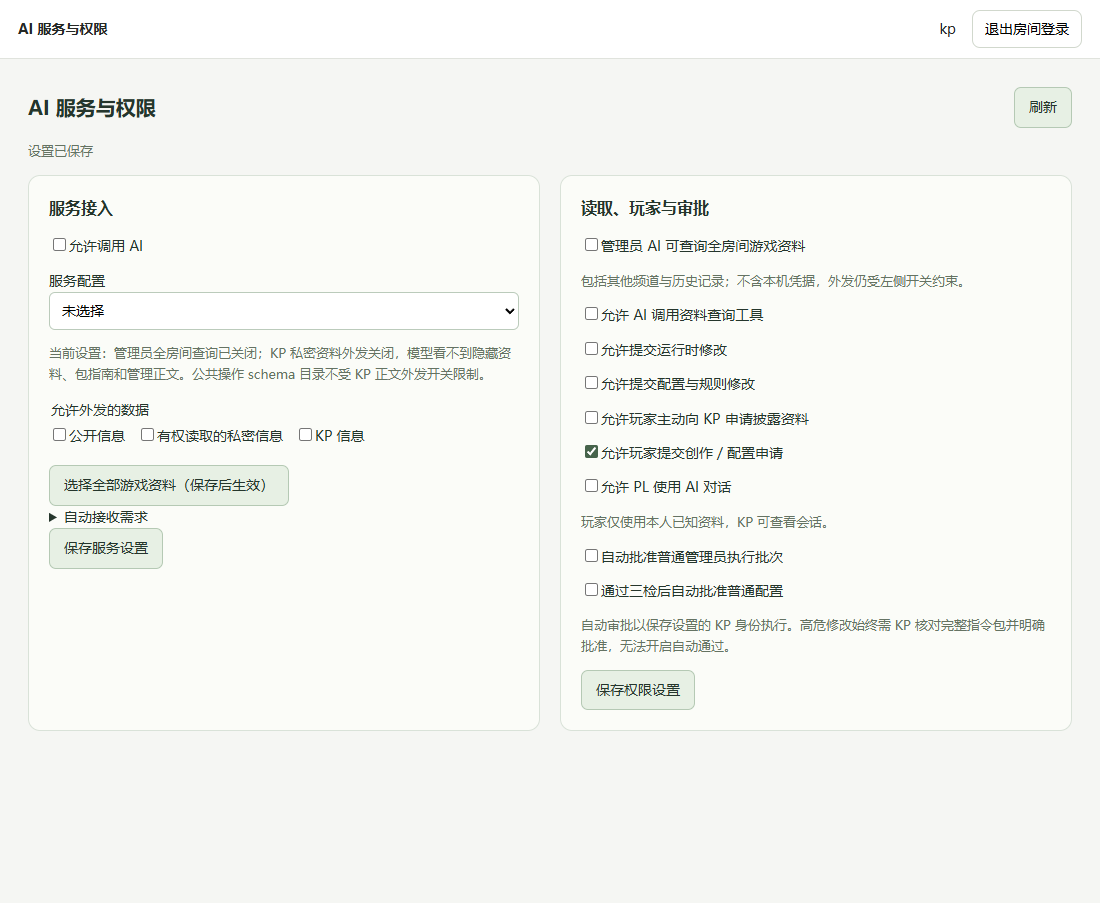 AI 服务与权限
kp
退出房间登录
AI 服务与权限
刷新
设置已保存
服务接入
允许调用 AI
服务配置
未选择
当前设置：管理员全房间查询已关闭；KP 私密资料外发关闭，模型看不到隐藏资
料、包指南和管理正文。公共操作 schema 目录不受 KP 正文外发开关限制。
允许外发的数据
公开信息 有权读取的私密信息 KP 信息
选择全部游戏资料（保存后生效）
自动接收需求
保存服务设置
读取、玩家与审批
管理员 AI 可查询全房间游戏资料
包括其他频道与历史记录；不含本机凭据，外发仍受左侧开关约束。
允许 AI 调用资料查询工具
允许提交运行时修改
允许提交配置与规则修改
允许玩家主动向 KP 申请披露资料
允许玩家提交创作 / 配置申请
允许 PL 使用 AI 对话
玩家仅使用本人已知资料，KP 可查看会话。
自动批准普通管理员执行批次
通过三检后自动批准普通配置
自动审批以保存设置的 KP 身份执行。高危修改始终需 KP 核对完整指令包并明确
批准，无法开启自动通过。
保存权限设置